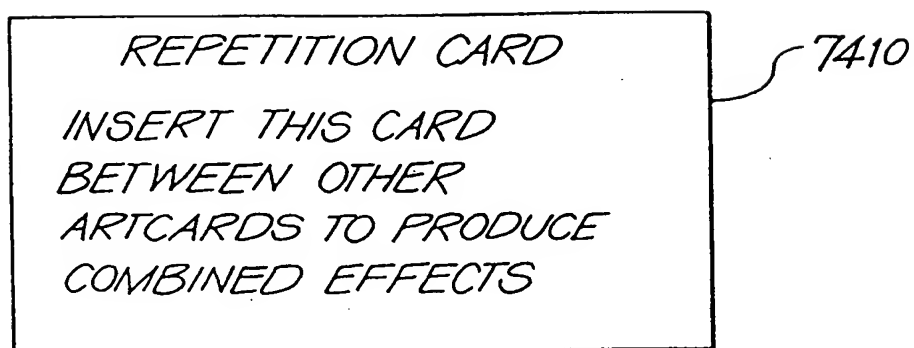 REPETITION CARD
7410
INSERT THIS CARD
BETWEEN OTHER
ARTCARDS TO PRODUCE
COMBINED EFFECTS